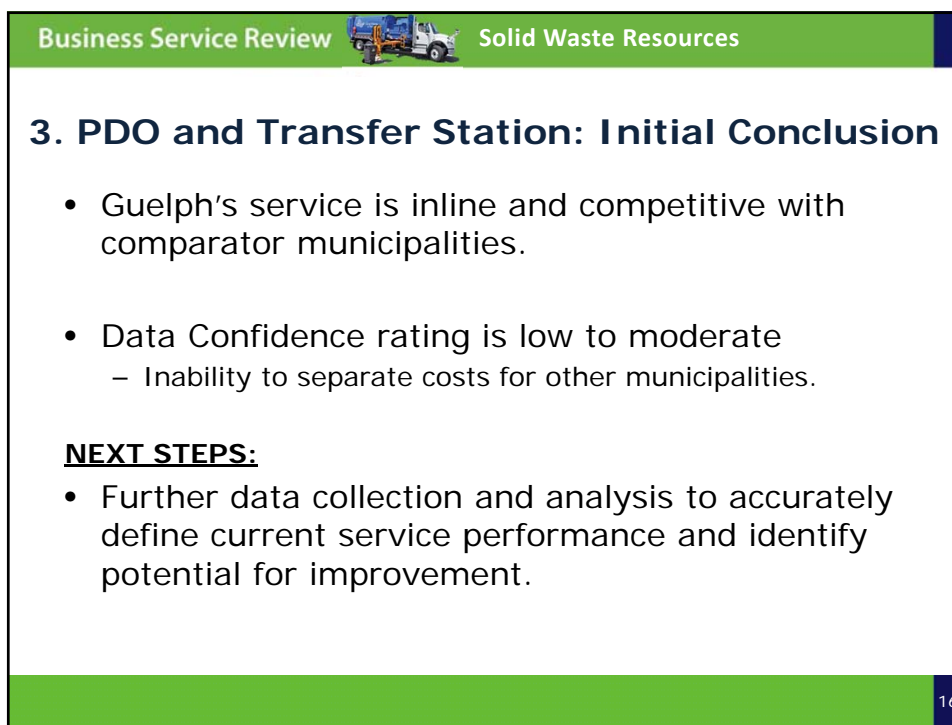 Business Service Review Solid Waste Resources
3. PDO and Transfer Station: Initial Conclusion
• Guelph's service is inline and competitive with
comparator municipalities.
• Data Confidence rating is low to moderate
– Inability to separate costs for other municipalities.
NEXT STEPS:
• Further data collection and analysis to accurately
define current service performance and identify
potential for improvement.
16